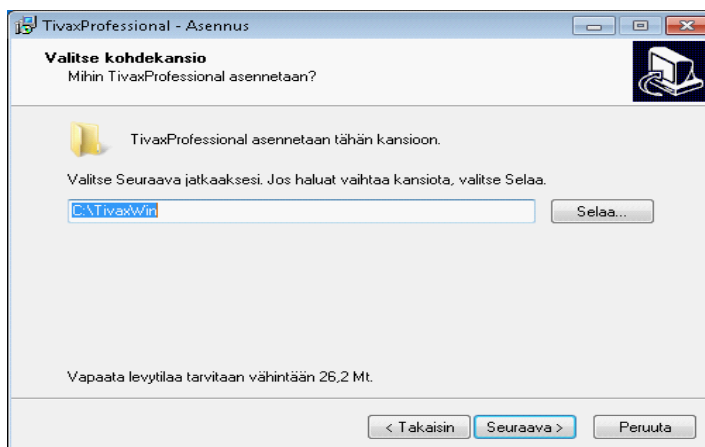 TivaxProfessional - Asennus
Valitse kohdekansio
Mihin TivaxProfessional asennetaan?
TivaxProfessional asennetaan tähän kansioon.
Valitse Seuraava jatkaaksesi. Jos haluat vaihtaa kansiota, valitse Selaa.
C:\TivaxWin
Selaa...
Vapaata levytilaa tarvitaan vähintään 26,2 Mt.
< Takaisin
Seuraava >
Peruuta